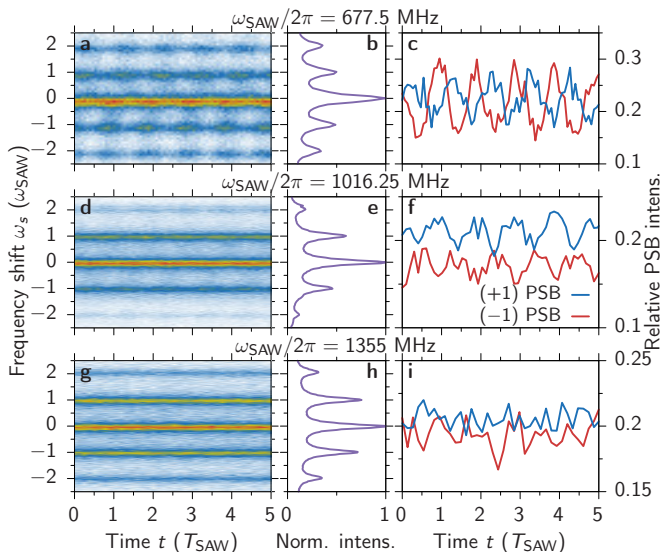 ω_SAW/2π = 677.5 MHz
a
b
c
2
1
0
−1
−2
0.3
0.2
0.1
ω_SAW/2π = 1016.25 MHz
d
e
f
2
1
0
−1
−2
(+1) PSB
(−1) PSB
0.2
0.1
ω_SAW/2π = 1355 MHz
g
h
i
2
1
0
−1
−2
0.25
0.20
0.15
0 1 2 3 4 5
0 1
0 1 2 3 4 5
Time t (T_SAW)
Norm. intens.
Time t (T_SAW)
Frequency shift ω_s (ω_SAW)
Relative PSB intens.